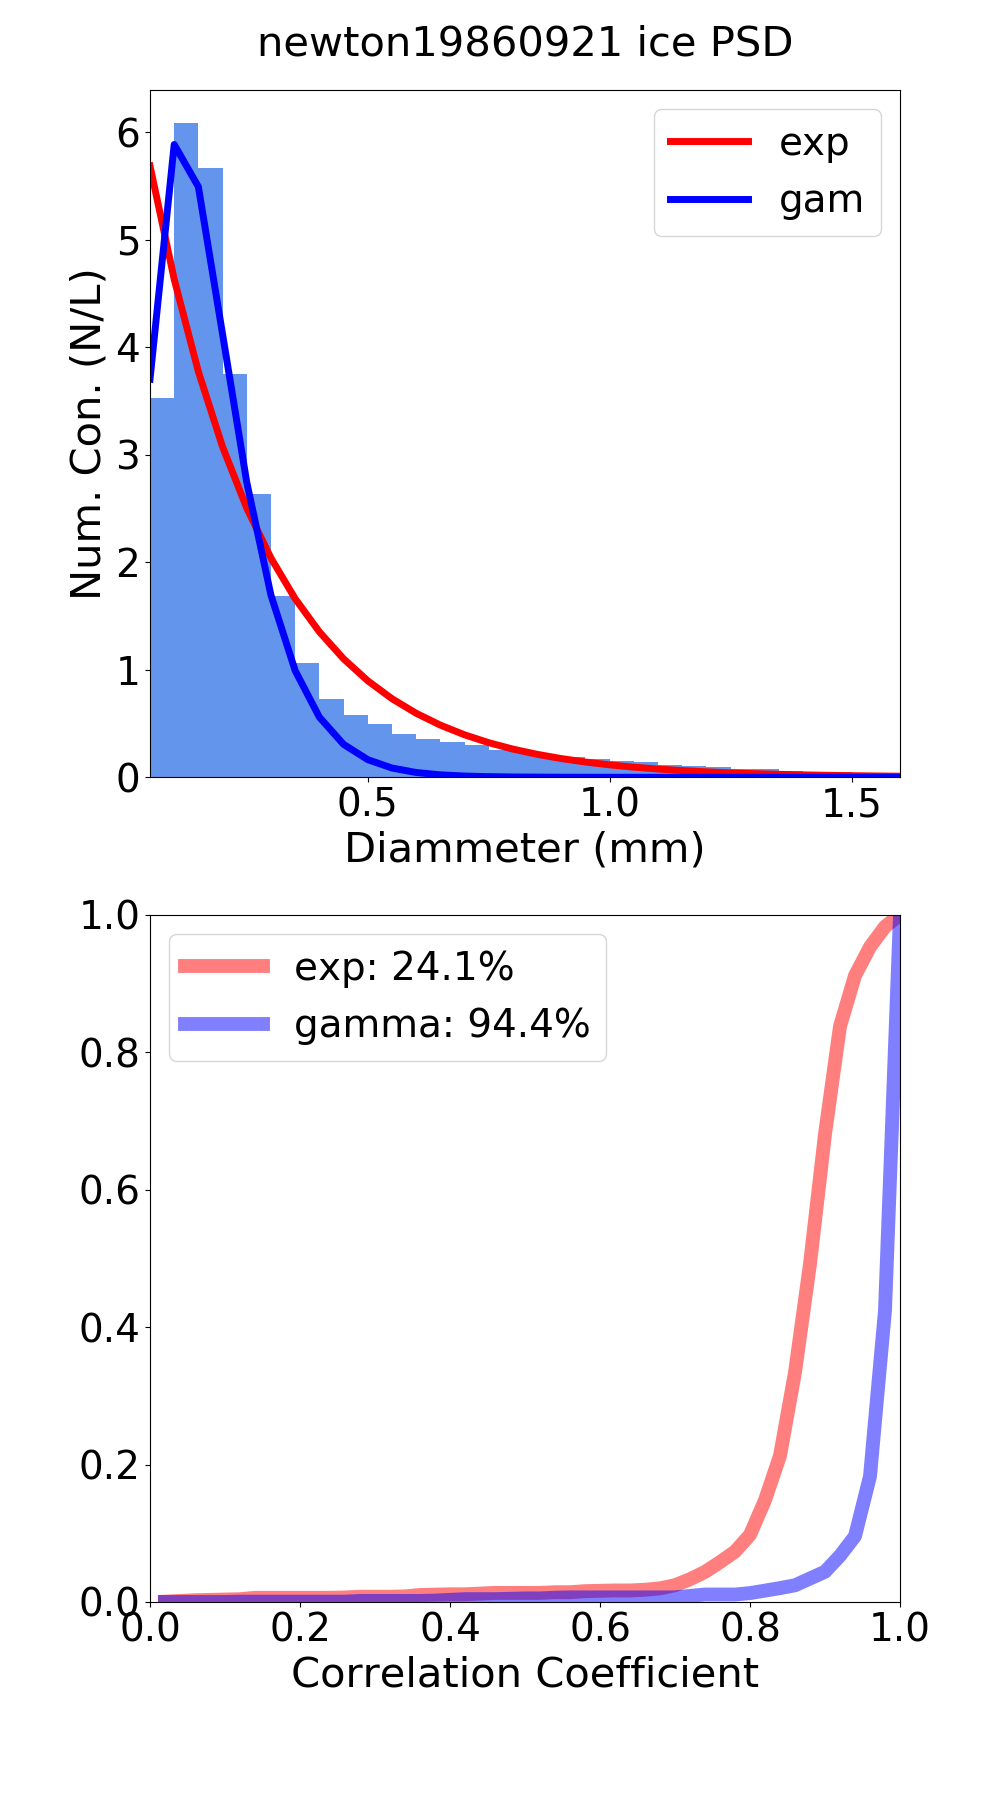 newton19860921 ice PSD
exp
gam
Num. Con. (N/L)
6
5
4
3
2
1
0
0.5 1.0 1.5
Diammeter (mm)
exp: 24.1%
gamma: 94.4%
1.0
0.8
0.6
0.4
0.2
0.0
0.0 0.2 0.4 0.6 0.8 1.0
Correlation Coefficient